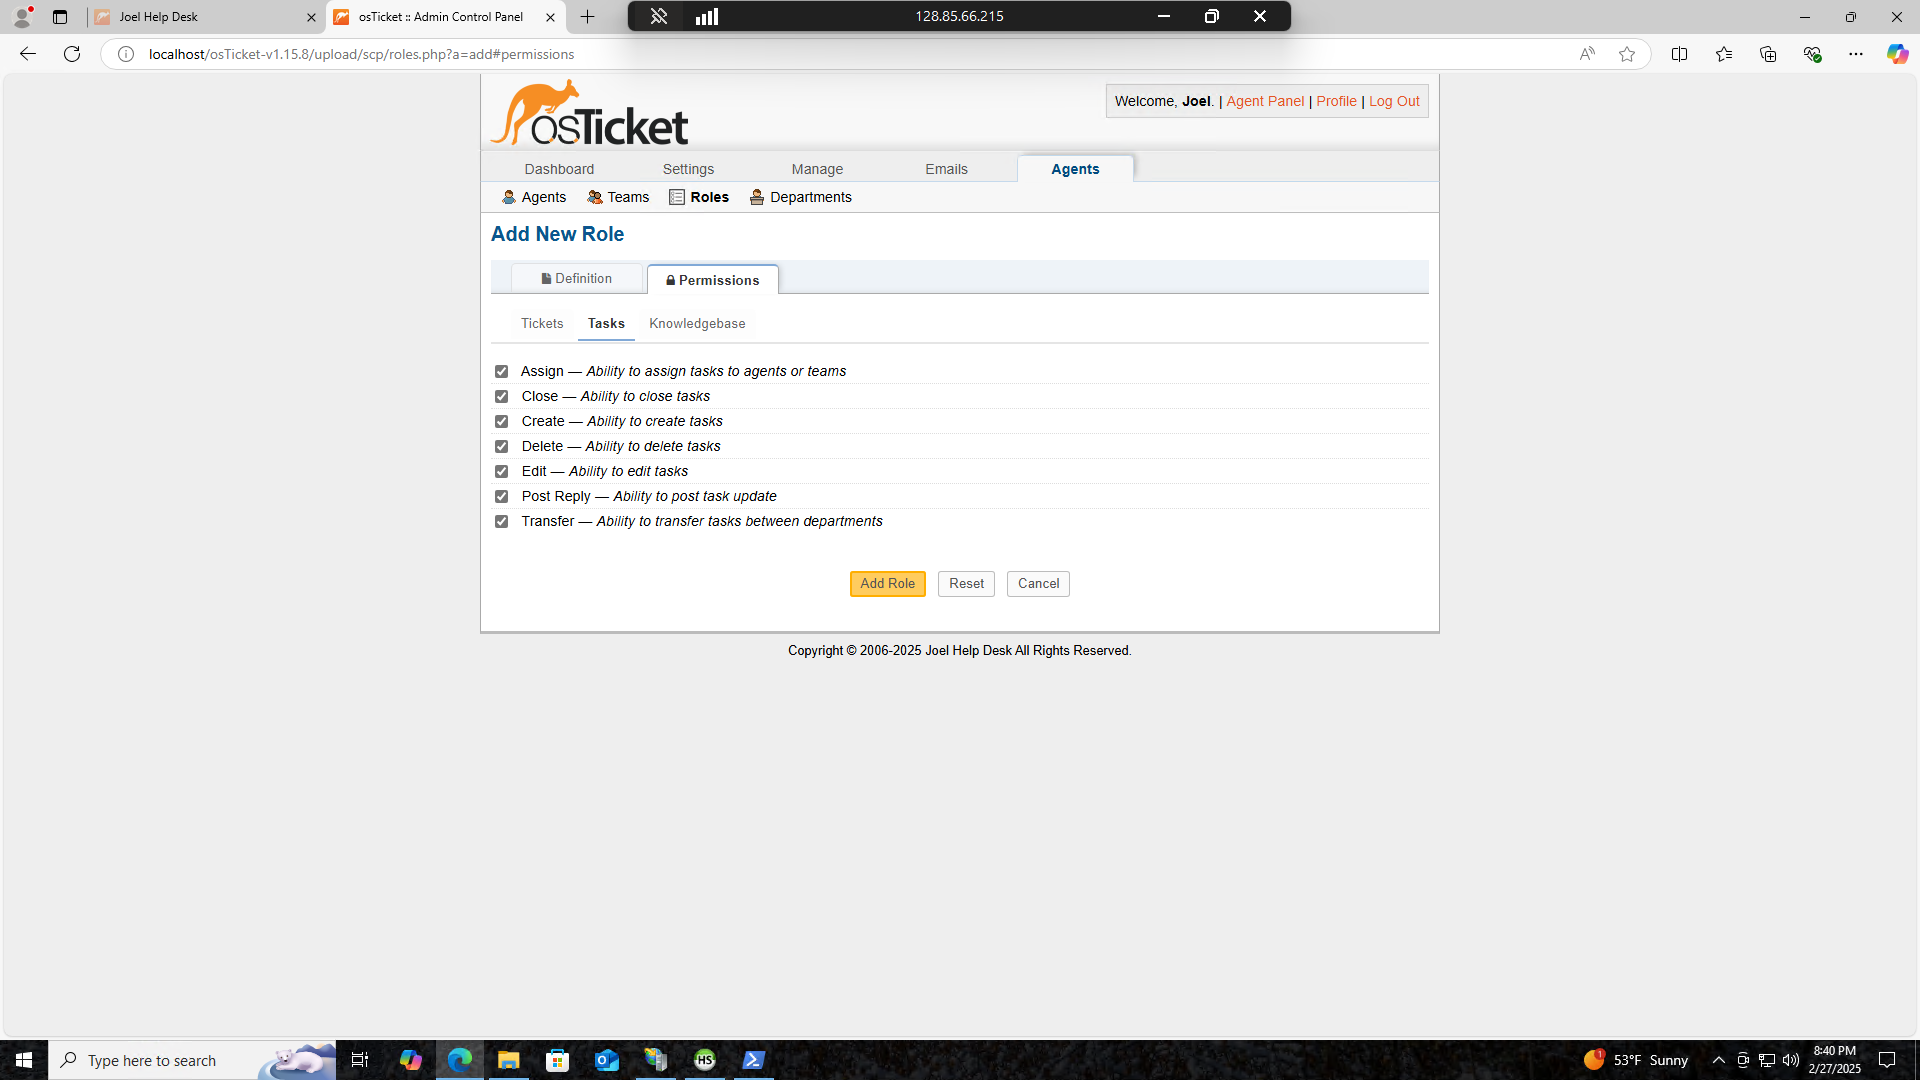 Joel Help Desk
osTicket :: Admin Control Panel
128.85.66.215
localhost/osTicket-v1.15.8/upload/scp/roles.php?a=add#permissions
osTicket
Welcome, Joel. | Agent Panel | Profile | Log Out
Dashboard Settings Manage Emails Agents
Agents Teams Roles Departments
Add New Role
Definition Permissions
Tickets Tasks Knowledgebase
Assign — Ability to assign tasks to agents or teams
Close — Ability to close tasks
Create — Ability to create tasks
Delete — Ability to delete tasks
Edit — Ability to edit tasks
Post Reply — Ability to post task update
Transfer — Ability to transfer tasks between departments
Add Role Reset Cancel
Copyright © 2006-2025 Joel Help Desk All Rights Reserved.
Type here to search
HS
1
53°F Sunny
8:40 PM
2/27/2025